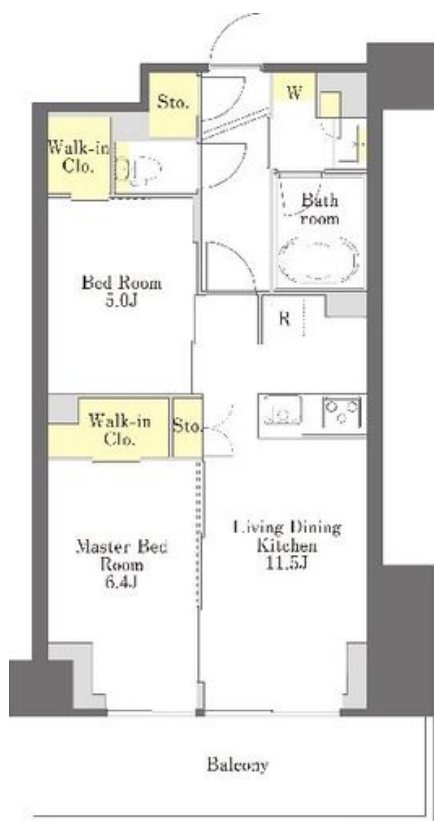 Sto.
W
Walk-in
Clo.
Bath
room
Bed Room
5.0J
R
Walk-in
Clo.
Sto.
Living Dining
Kitchen
11.5J
Master Bed
Room
6.4J
Balcony